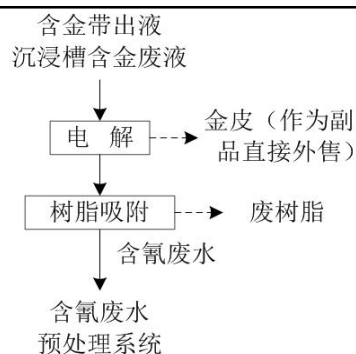 含金带出液
沉浸槽含金废液
电 解
金皮（作为副
品直接外售）
树脂吸附
废树脂
含氰废水
含氰废水
预处理系统